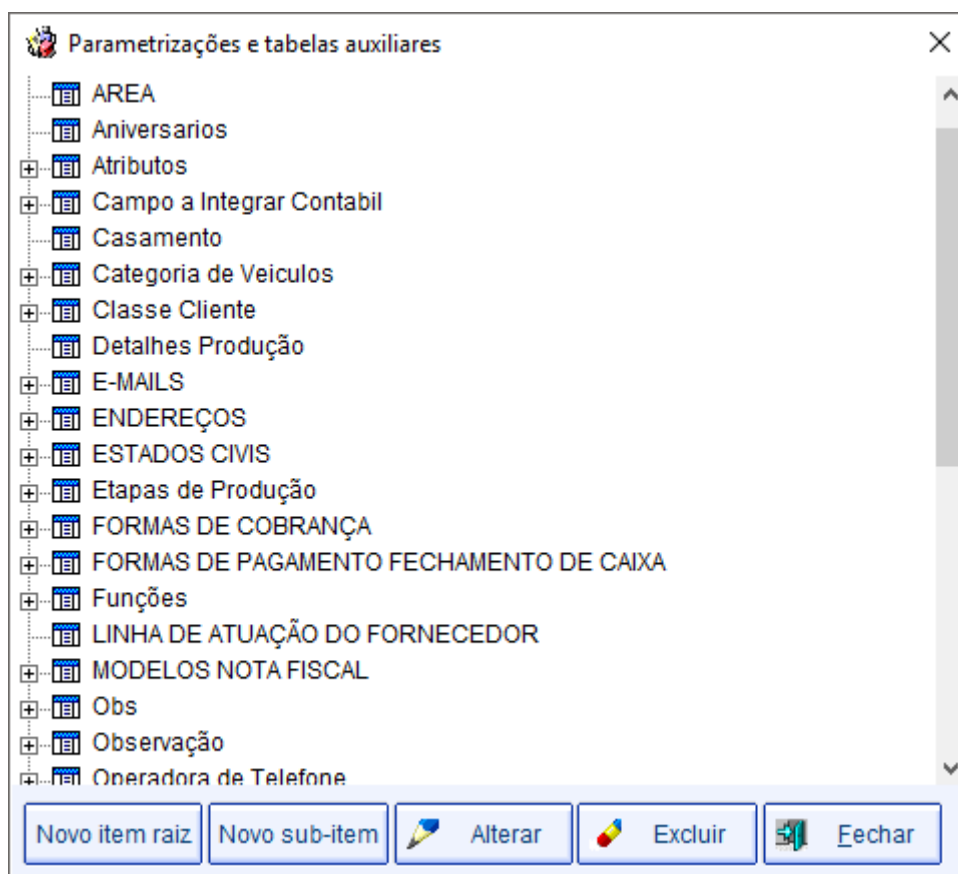 Parametrizações e tabelas auxiliares
AREA
Aniversarios
Atributos
Campo a Integrar Contabil
Casamento
Categoria de Veiculos
Classe Cliente
Detalhes Produção
E-MAILS
ENDEREÇOS
ESTADOS CIVIS
Etapas de Produção
FORMAS DE COBRANÇA
FORMAS DE PAGAMENTO FECHAMENTO DE CAIXA
Funções
LINHA DE ATUAÇÃO DO FORNECEDOR
MODELOS NOTA FISCAL
Obs
Observação
Operadora de Telefone
Novo item raiz Novo sub-item Alterar Excluir Fechar